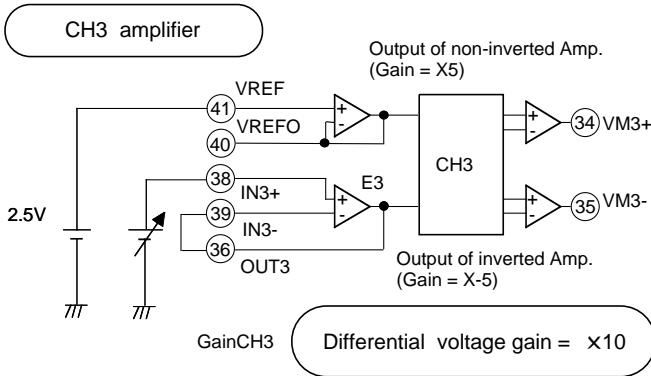 CH3 amplifier
Output of non-inverted Amp.
(Gain = X5)
41 VREF
+
-
34 VM3+
+
-
40 VREFO
CH3
38 IN3+
E3
+
-
39 IN3-
+
-
35 VM3-
2.5V
36 OUT3
Output of inverted Amp.
(Gain = X-5)
GainCH3
Differential voltage gain = ×10